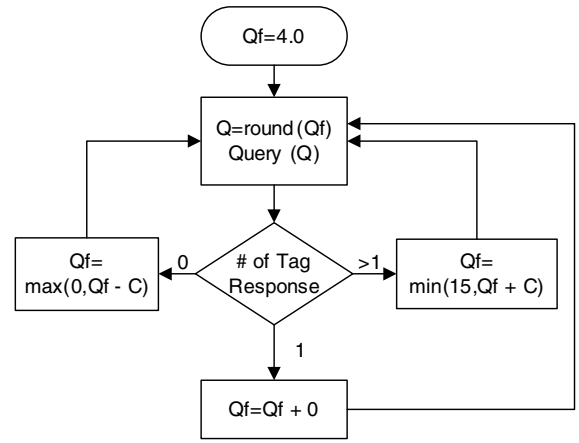 Qf=4.0
Q=round(Qf)
Query (Q)
# of Tag
Response
0
>1
1
Qf=
max(0,Qf - C)
Qf=
min(15,Qf + C)
Qf=Qf + 0